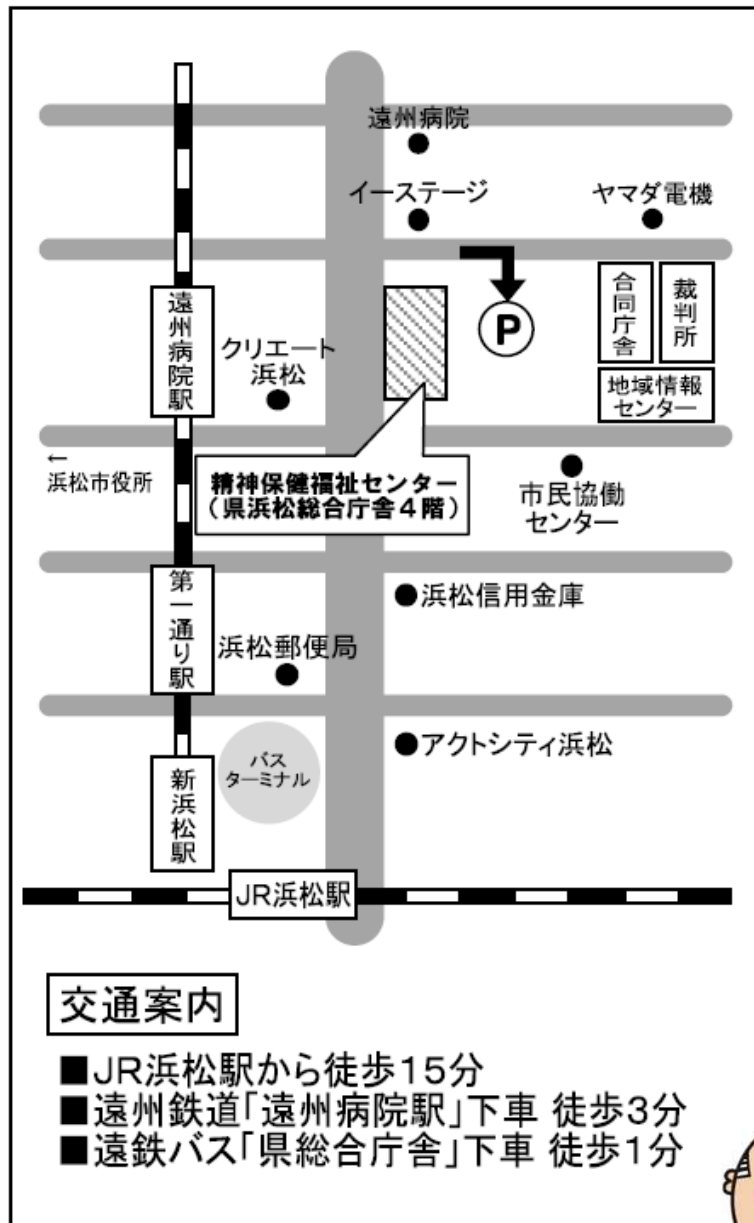 遠州病院
イーステージ
ヤマダ電機
P
合同庁舎
裁判所
遠州病院駅
クリエート
浜松
地域情報
センター
←
浜松市役所
精神保健福祉センター
(県浜松総合庁舎4階)
市民協働
センター
第一通り駅
浜松信用金庫
浜松郵便局
アクトシティ浜松
バス
ターミナル
新浜松駅
JR浜松駅
交通案内
■JR浜松駅から徒歩15分
■遠州鉄道「遠州病院駅」下車 徒歩3分
■遠鉄バス「県総合庁舎」下車 徒歩1分